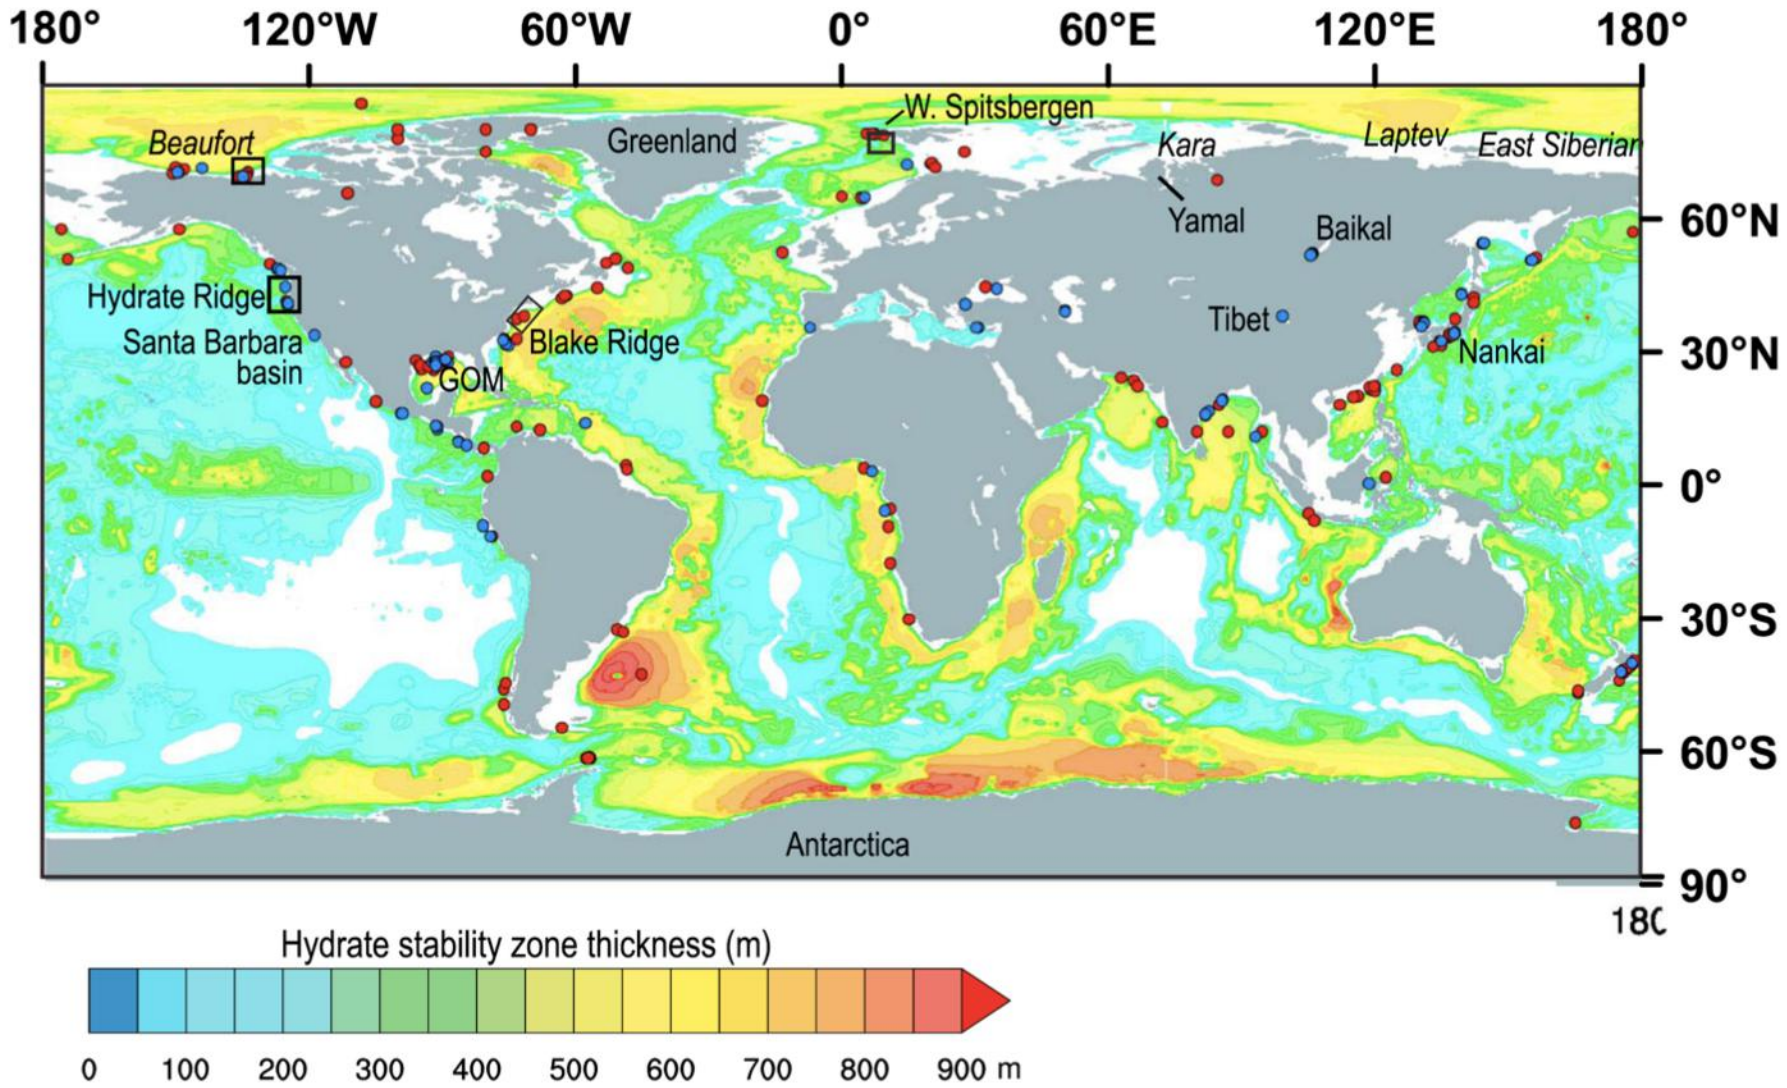 180° 120°W 60°W 0° 60°E 120°E 180°
W. Spitsbergen
Beaufort
Greenland
Kara
Laptev
East Siberian
Yamal
60°N
Baikal
Hydrate Ridge
Tibet
Santa Barbara
basin
Blake Ridge
Nankai
30°N
GOM
0°
30°S
60°S
Antarctica
90°
180
Hydrate stability zone thickness (m)
0 100 200 300 400 500 600 700 800 900 m